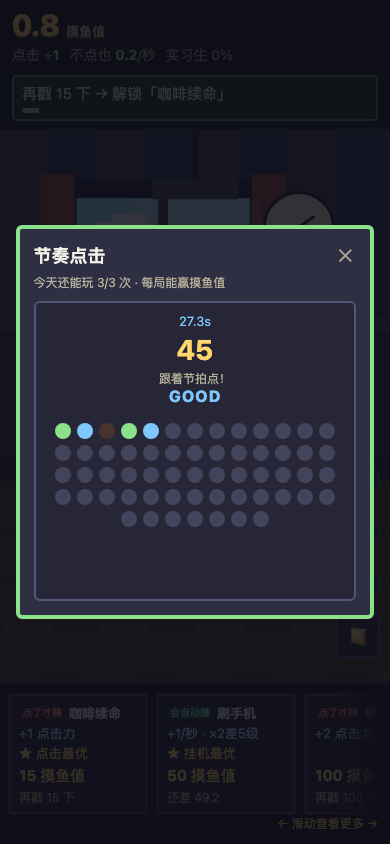 0.8 摸鱼值
点击 +1 不点也 0.2/秒 实习生 0%
再戳 15 下 → 解锁「咖啡续命」
节奏点击
今天还能玩 3/3 次 · 每局能赢摸鱼值
27.3s
45
跟着节拍点!
GOOD
点了才赚 咖啡续命
+1 点击力
★ 点击最优
15 摸鱼值
再戳 15 下
会自动赚 刷手机
+1/秒 · ×2差5级
★ 挂机最优
50 摸鱼值
还差 49.2
点了才赚
+2 点击力
100 摸鱼
再戳 100 下
← 滑动查看更多 →